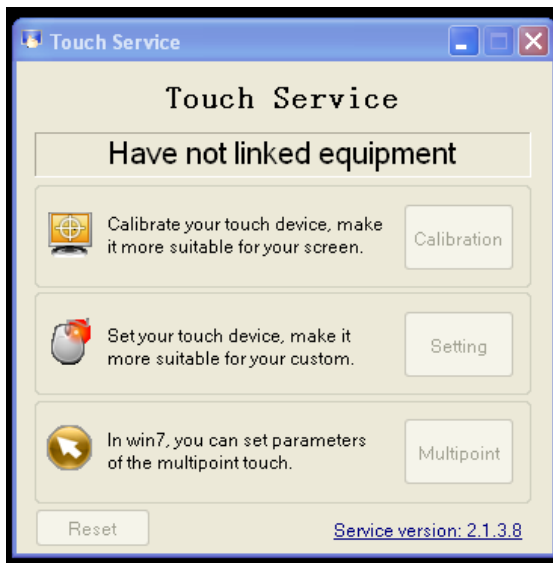 Touch Service
Touch Service
Have not linked equipment
Calibrate your touch device, make
it more suitable for your screen.
Calibration
Set your touch device, make it
more suitable for your custom.
Setting
In win7, you can set parameters
of the multipoint touch.
Multipoint
Reset
Service version: 2.1.3.8